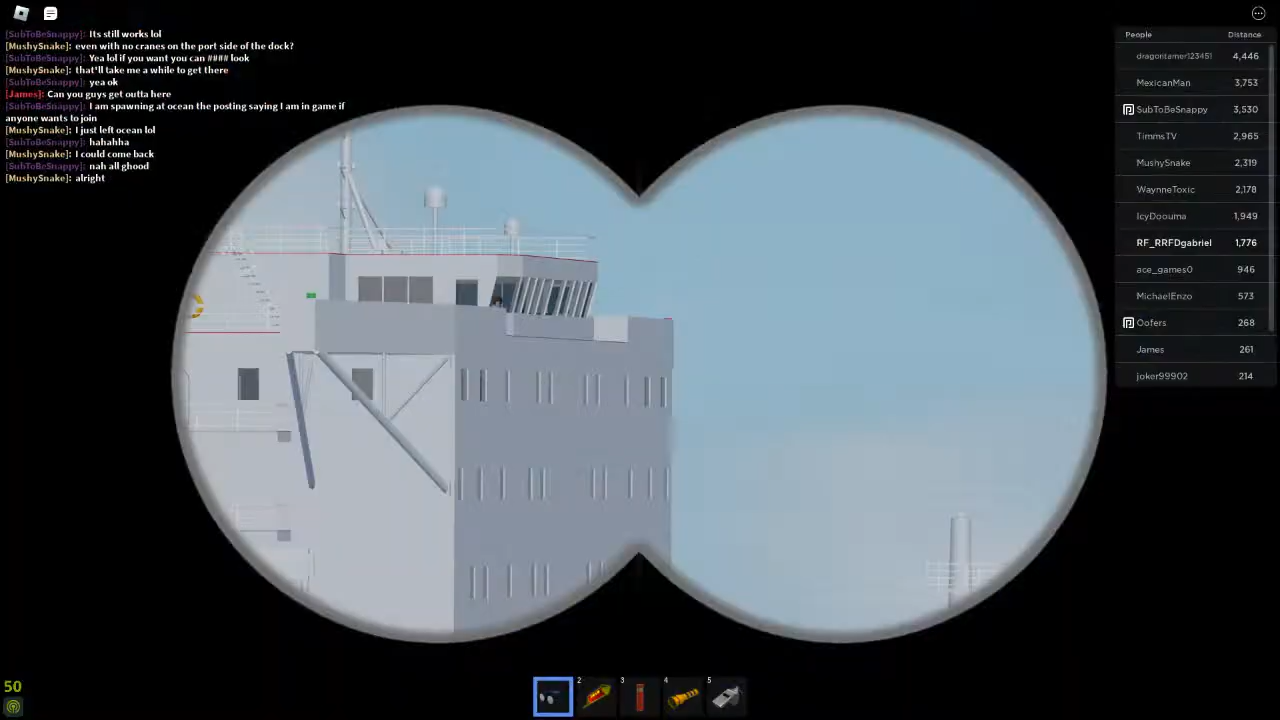 [SubToBeSnappy]: Its still works lol
[MushySnake]: even with no cranes on the port side of the dock?
[SubToBeSnappy]: Yea lol if you want you can #### look
[MushySnake]: that'll take me a while to get there
[SubToBeSnappy]: yea ok
[James]: Can you guys get outta here
[SubToBeSnappy]: I am spawning at ocean the posting saying I am in game if
anyone wants to join
[MushySnake]: I just left ocean lol
[SubToBeSnappy]: hahahha
[MushySnake]: I could come back
[SubToBeSnappy]: nah all ghood
[MushySnake]: alright
People Distance
dragontamer123451 4,446
MexicanMan 3,753
SubToBeSnappy 3,530
TimmsTV 2,965
MushySnake 2,319
WaynneToxic 2,178
IcyDoouma 1,949
RF_RRFDgabriel 1,776
ace_games0 946
MichaelEnzo 573
Oofers 268
James 261
joker99902 214
50
2 3 4 5